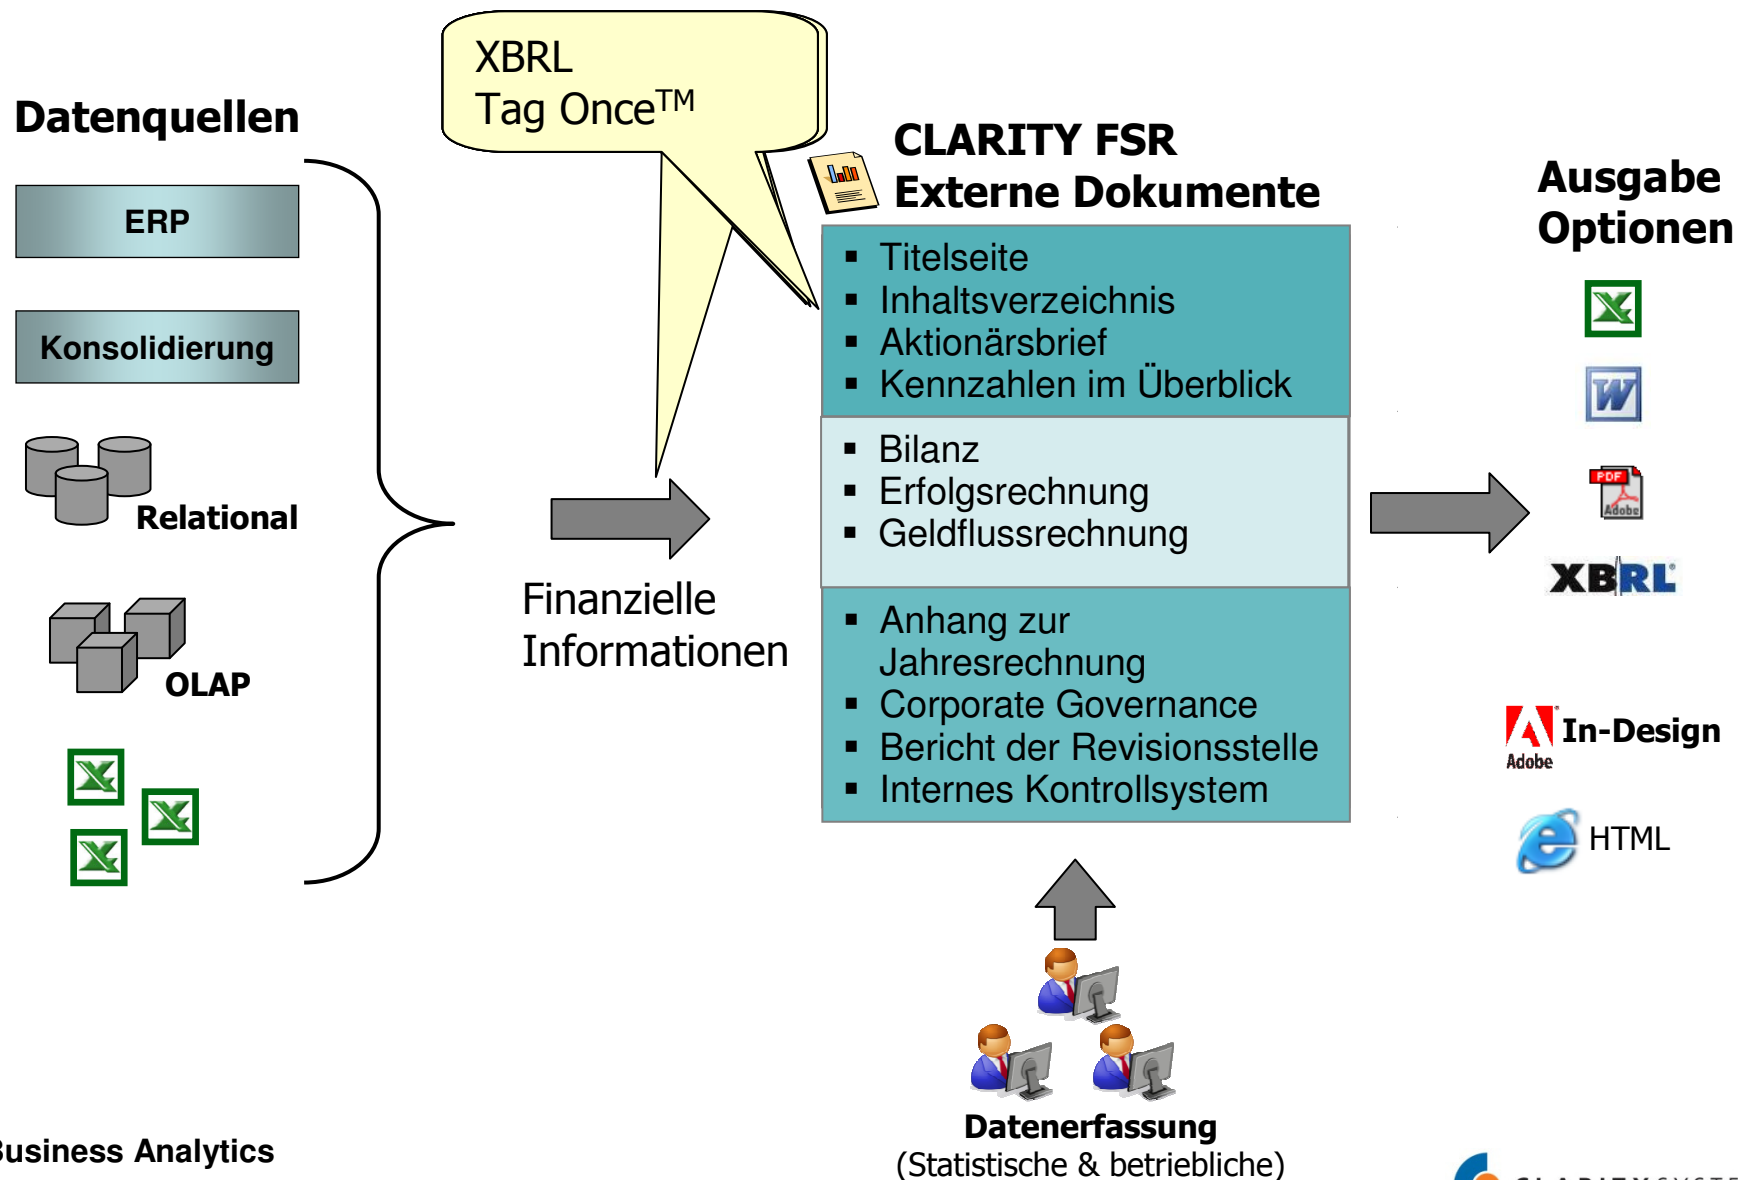 XBRL
Tag Once™
Datenquellen
ERP
Konsolidierung
Relational
OLAP
Finanzielle
Informationen
CLARITY FSR
Externe Dokumente
▪ Titelseite
▪ Inhaltsverzeichnis
▪ Aktionärsbrief
▪ Kennzahlen im Überblick
▪ Bilanz
▪ Erfolgsrechnung
▪ Geldflussrechnung
▪ Anhang zur
Jahresrechnung
▪ Corporate Governance
▪ Bericht der Revisionsstelle
▪ Internes Kontrollsystem
Datenerfassung
(Statistische & betriebliche)
Ausgabe
Optionen
W
PDF
Adobe
XBRL
Adobe
In-Design
HTML
Business Analytics